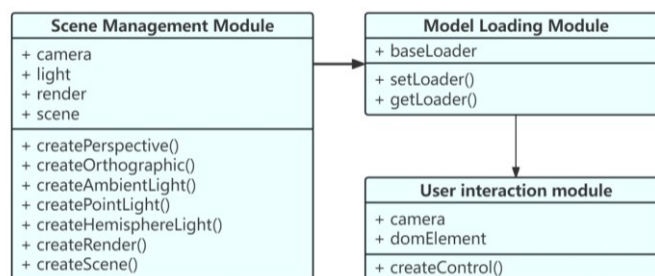 Scene Management Module
+ camera
+ light
+ render
+ scene
+ createPerspective()
+ createOrthographic()
+ createAmbientLight()
+ createPointLight()
+ createHemisphereLight()
+ createRender()
+ createScene()
Model Loading Module
+ baseLoader
+ setLoader()
+ getLoader()
User interaction module
+ camera
+ domElement
+ createControl()